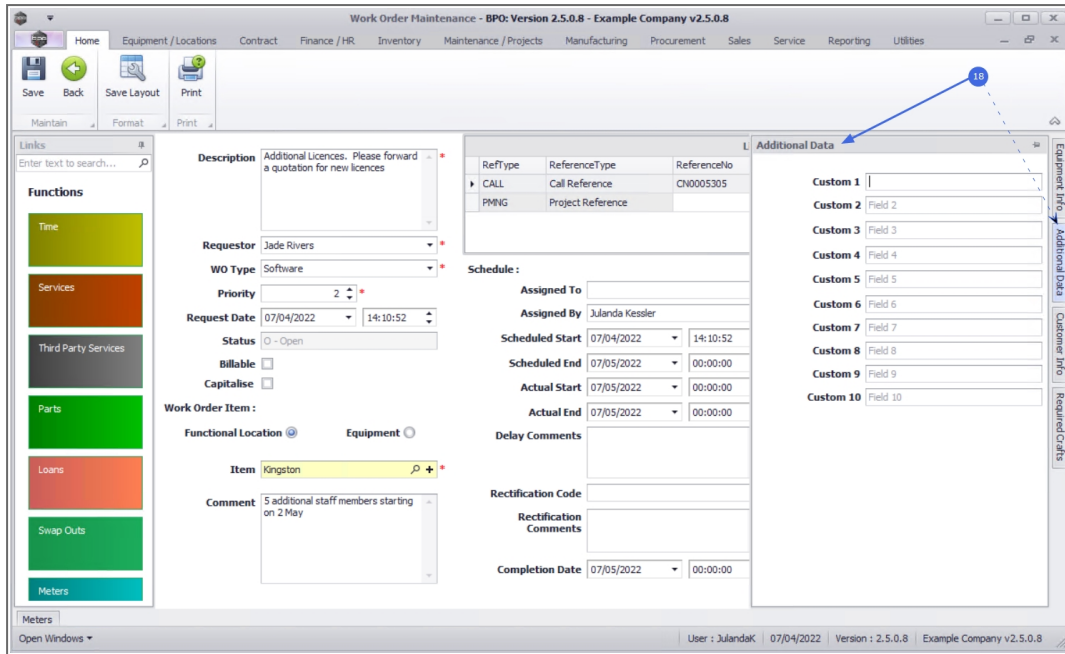 Work Order Maintenance - BPO: Version 2.5.0.8 - Example Company v2.5.0.8
bpo
Home Equipment / Locations Contract Finance / HR Inventory Maintenance / Projects Manufacturing Procurement Sales Service Reporting Utilities
Save Back Save Layout Print
Maintain Format Print
18
Links
Enter text to search...
Functions
Time
Services
Third Party Services
Parts
Loans
Swap Outs
Meters
Description Additional Licences. Please forward *
a quotation for new licences
Requestor Jade Rivers *
WO Type Software *
Priority 2 *
Request Date 07/04/2022 14:10:52
Status O - Open
Billable
Capitalise
Work Order Item :
Functional Location Equipment
Item Kingston *
Comment 5 additional staff members starting
on 2 May
RefType ReferenceType ReferenceNo
CALL Call Reference CN0005305
PMNG Project Reference
Schedule :
Assigned To
Assigned By Julanda Kessler
Scheduled Start 07/04/2022 14:10:52
Scheduled End 07/05/2022 00:00:00
Actual Start 07/05/2022 00:00:00
Actual End 07/05/2022 00:00:00
Delay Comments
Rectification Code
Rectification
Comments
Completion Date 07/05/2022 00:00:00
Additional Data
Custom 1
Custom 2 Field 2
Custom 3 Field 3
Custom 4 Field 4
Custom 5 Field 5
Custom 6 Field 6
Custom 7 Field 7
Custom 8 Field 8
Custom 9 Field 9
Custom 10 Field 10
Equipment Info
Additional Data
Customer Info
Required Crafts
Meters
Open Windows User : JulandaK 07/04/2022 Version : 2.5.0.8 Example Company v2.5.0.8